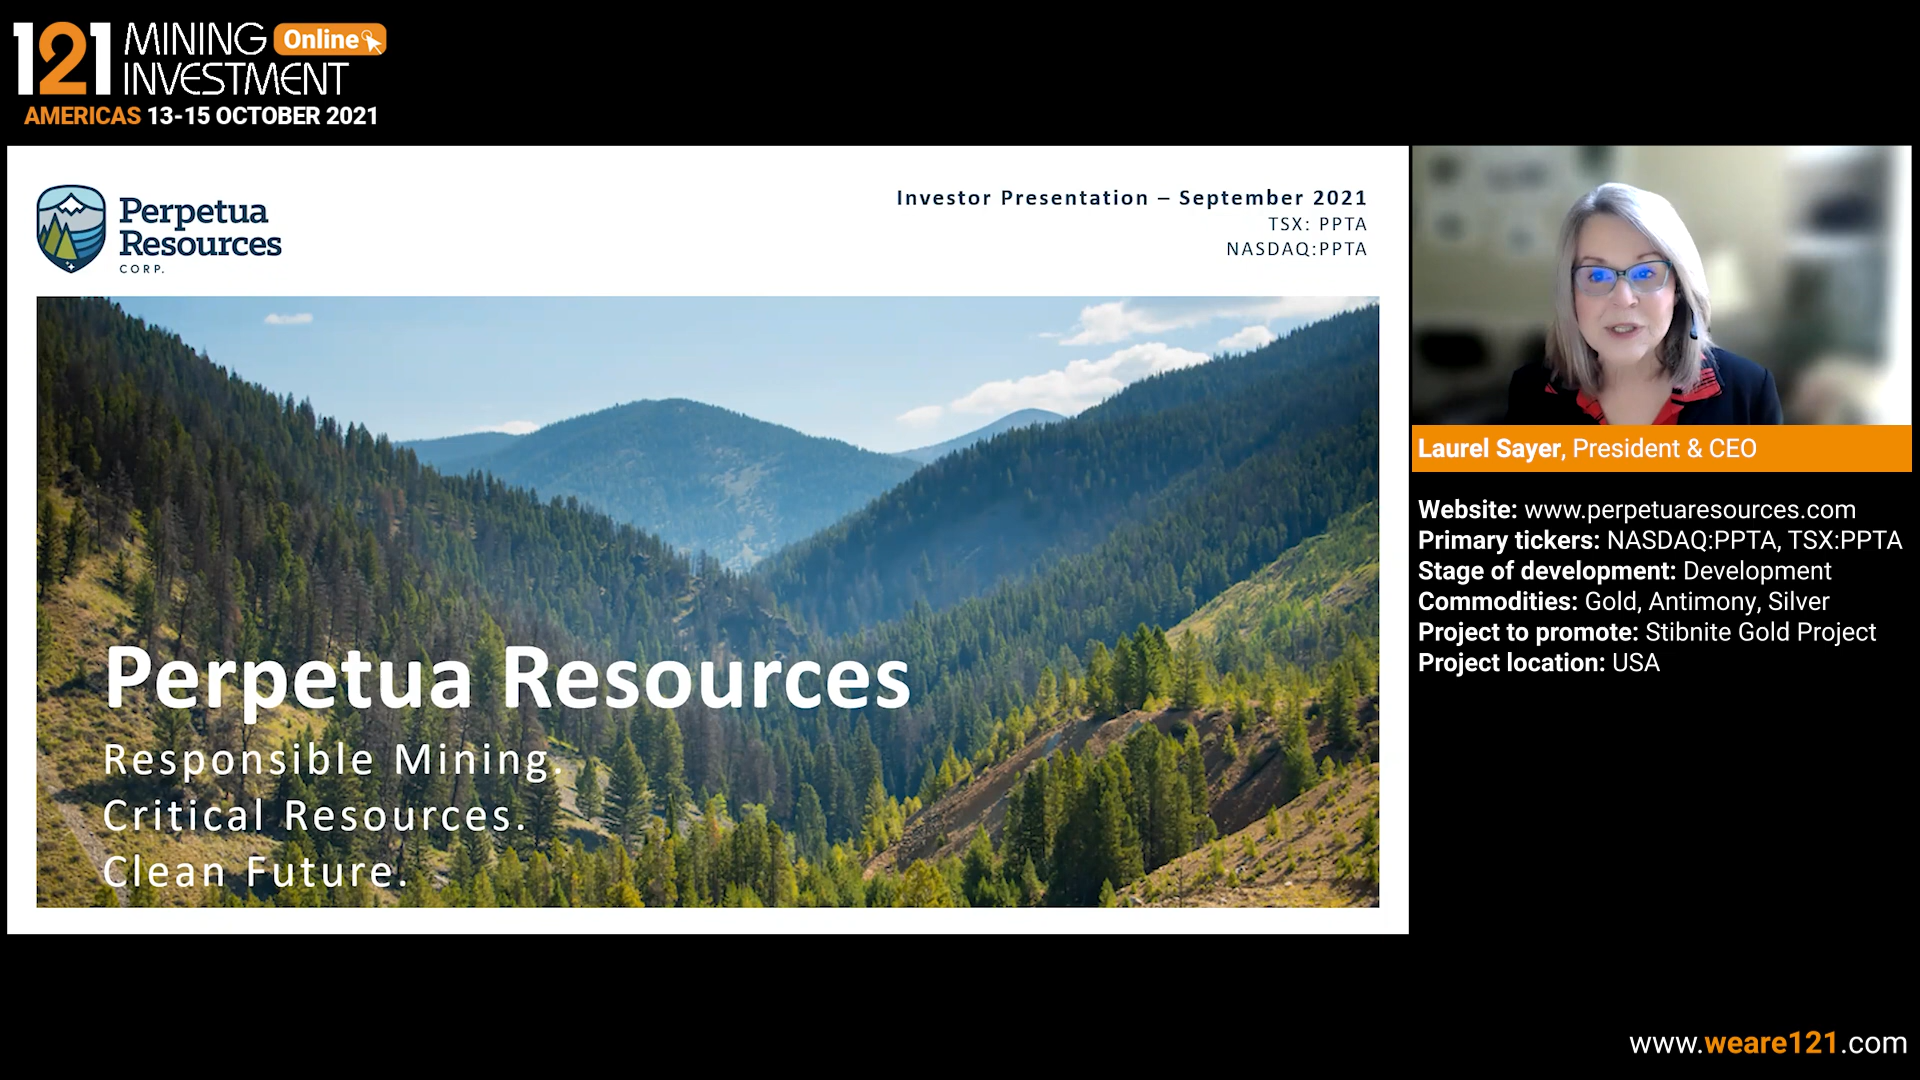 121 MINING Online
INVESTMENT
AMERICAS 13-15 OCTOBER 2021
Perpetua
Resources
CORP.
Investor Presentation – September 2021
TSX: PPTA
NASDAQ:PPTA
Perpetua Resources
Responsible Mining.
Critical Resources.
Clean Future.
Laurel Sayer, President & CEO
Website: www.perpetuaresources.com
Primary tickers: NASDAQ:PPTA, TSX:PPTA
Stage of development: Development
Commodities: Gold, Antimony, Silver
Project to promote: Stibnite Gold Project
Project location: USA
www.weare121.com